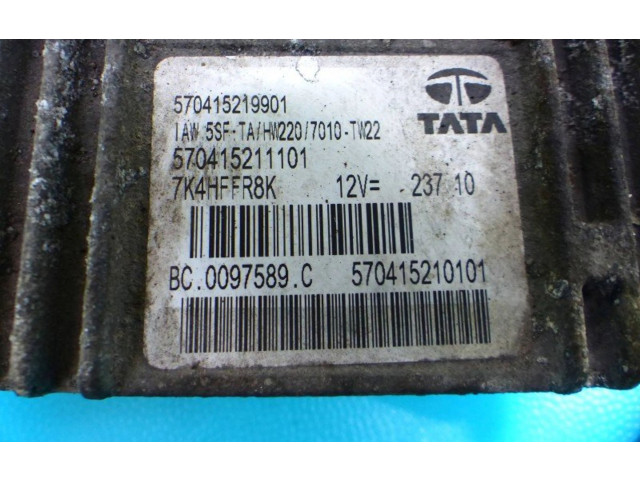 570415219901
TATA
IAW 5SF-TA/HW220/7010-TW22
570415211101
7K4HFFR8K 12V= 237 10
BC.0097589.C 570415210101